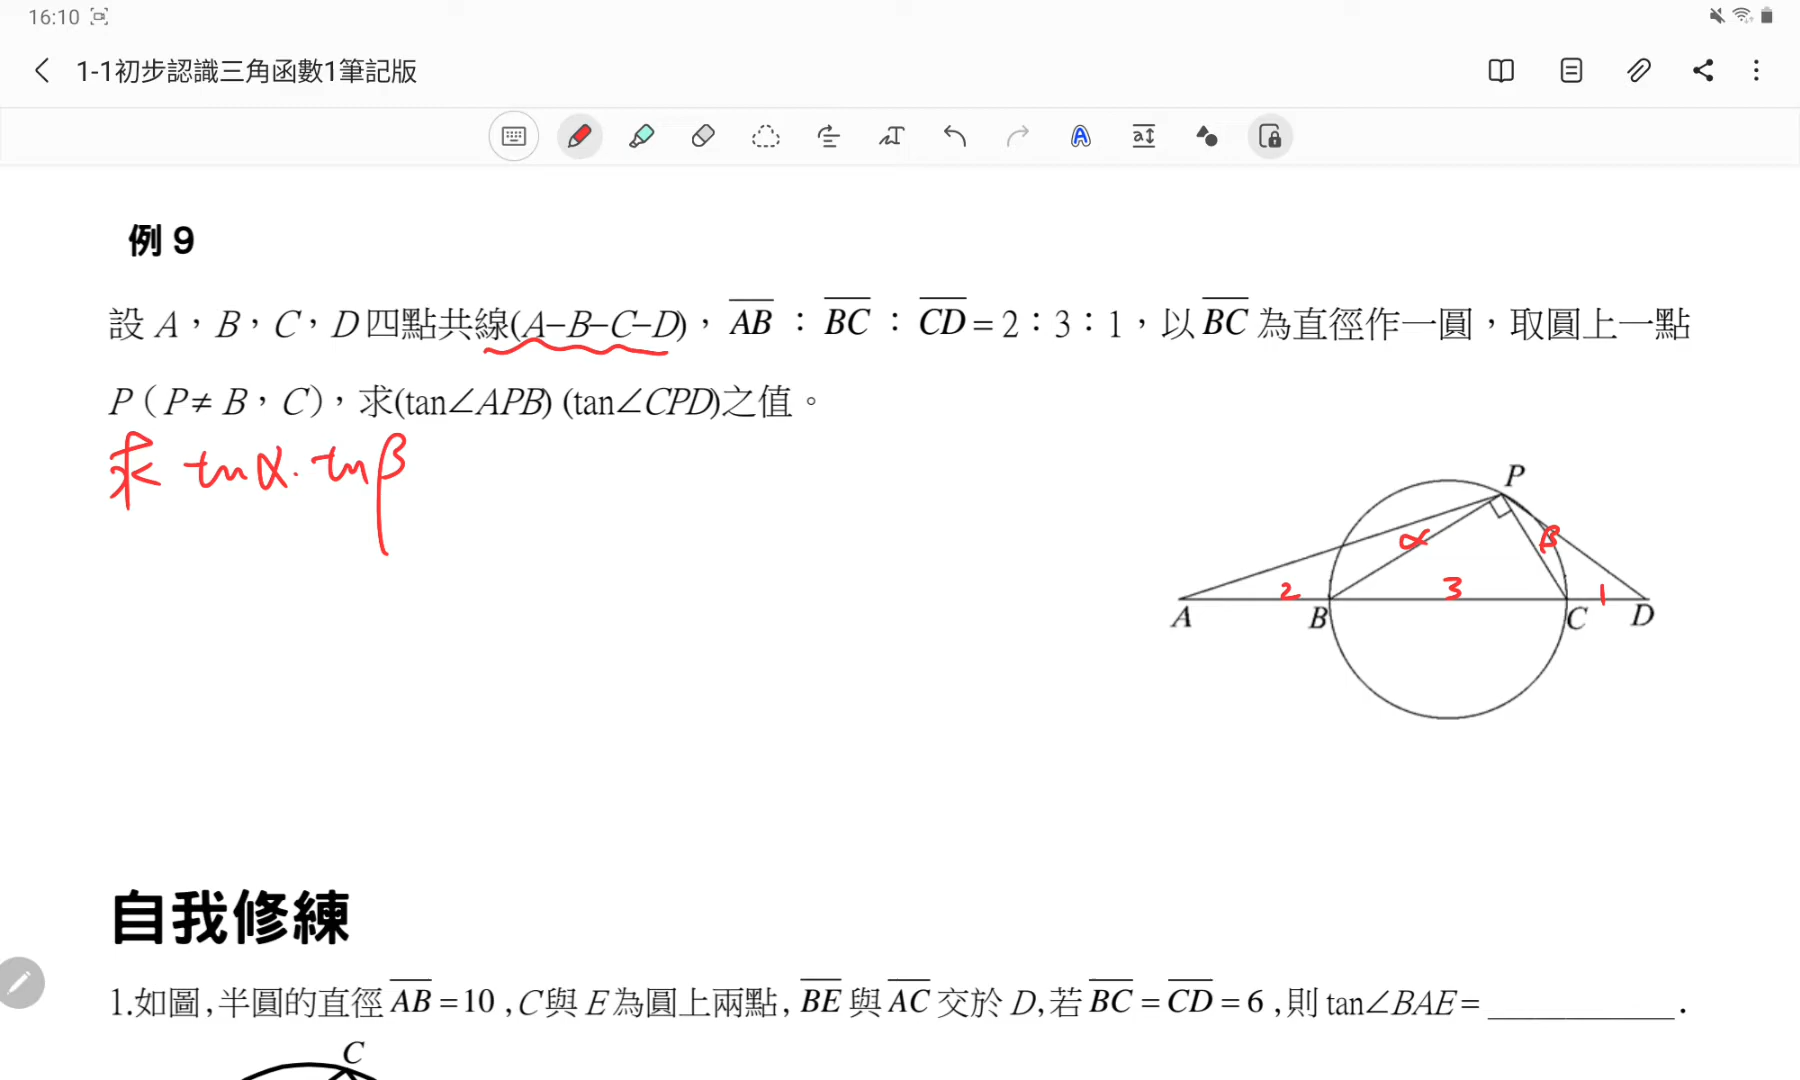 16:10
1-1初步認識三角函數1筆記版
例 9
設 A，B，C，D 四點共線(A−B−C−D)，AB：BC：CD = 2：3：1，以 BC 為直徑作一圓，取圓上一點
P（P≠ B，C），求(tan∠APB) (tan∠CPD)之值。
求 tanα · tanβ
P
α
β
2
3
1
A
B
C
D
自我修練
1.如圖,半圓的直徑 AB = 10 ,C與 E為圓上兩點, BE 與 AC 交於 D,若 BC = CD = 6 ,則 tan∠BAE= ___________ .
C